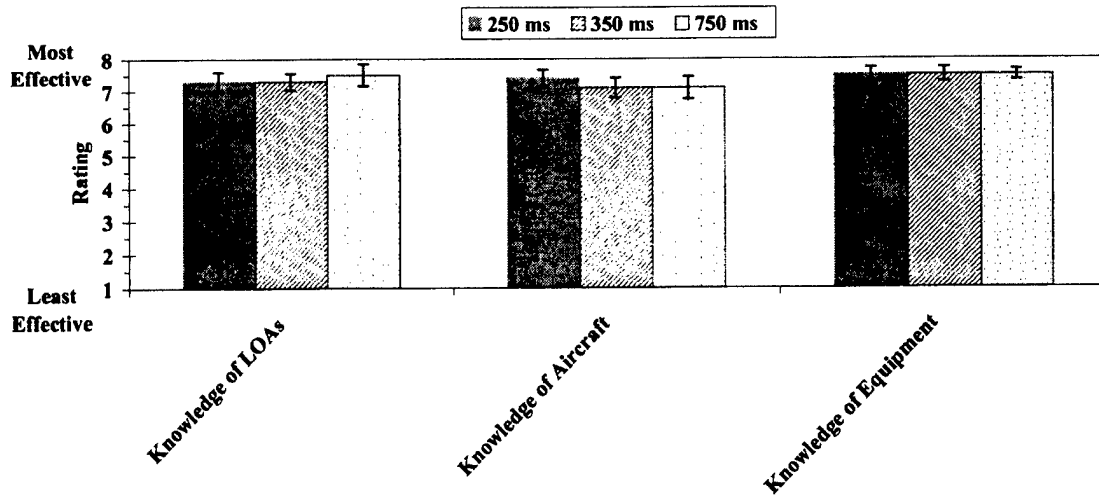 250 ms 350 ms 750 ms
Most
Effective
8
7
6
5
4
3
2
1
Rating
Least
Effective
Knowledge of LOAs
Knowledge of Aircraft
Knowledge of Equipment